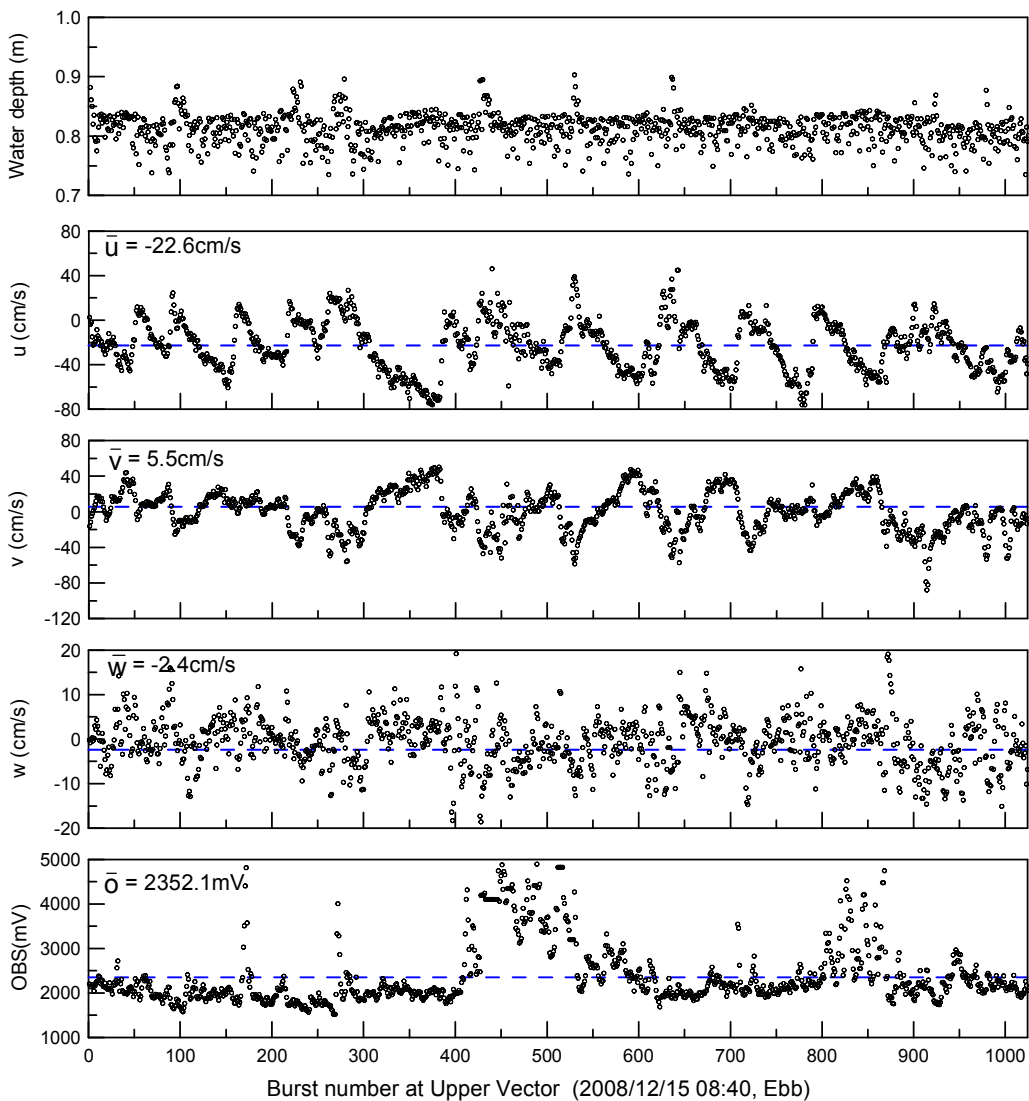 1.0
0.9
0.8
0.7
Water depth (m)
80
40
0
-40
-80
u (cm/s)
u̅ = -22.6cm/s
80
40
0
-40
-80
-120
v (cm/s)
v̅ = 5.5cm/s
20
10
0
-10
-20
w (cm/s)
w̅ = -2.4cm/s
5000
4000
3000
2000
1000
OBS(mV)
o̅ = 2352.1mV
0 100 200 300 400 500 600 700 800 900 1000
Burst number at Upper Vector (2008/12/15 08:40, Ebb)